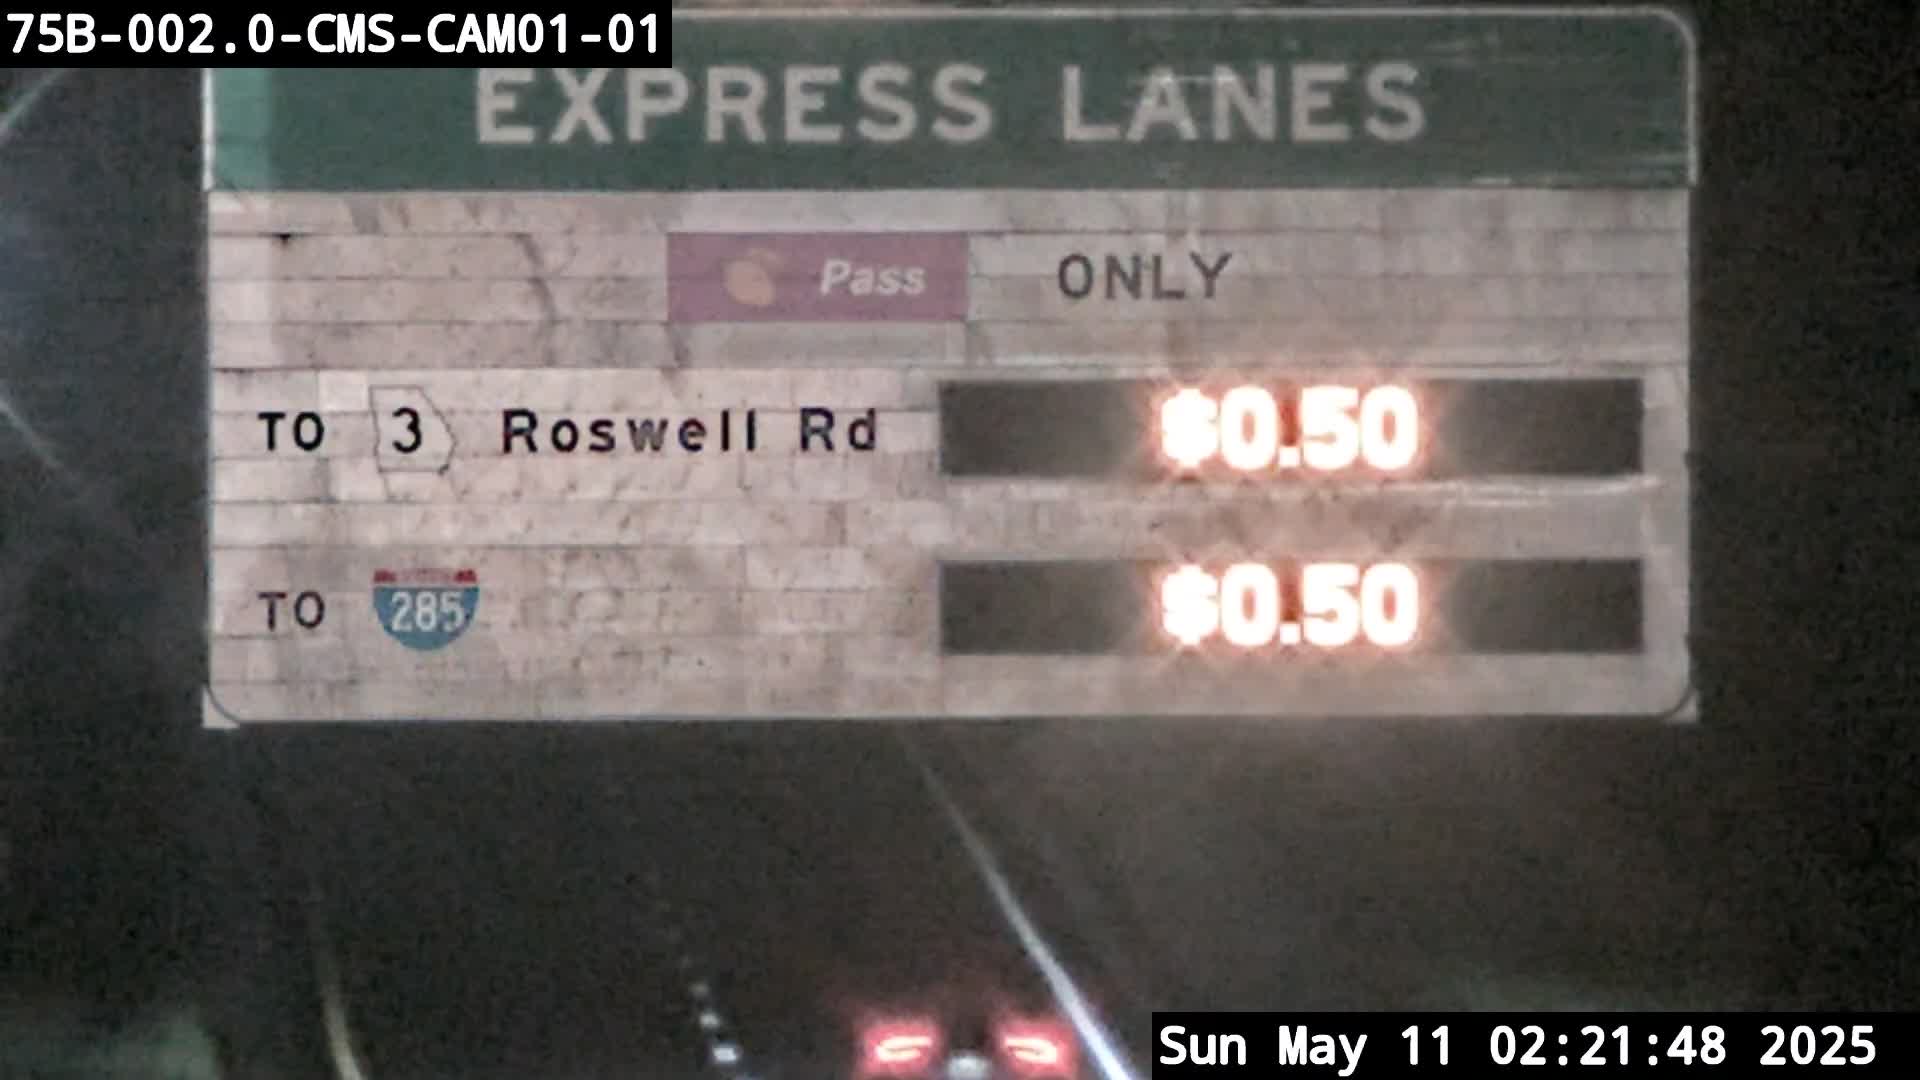 75B-002.0-CMS-CAM01-01
EXPRESS LANES
Pass ONLY
TO 3 Roswell Rd $0.50
TO 285 $0.50
Sun May 11 02:21:48 2025